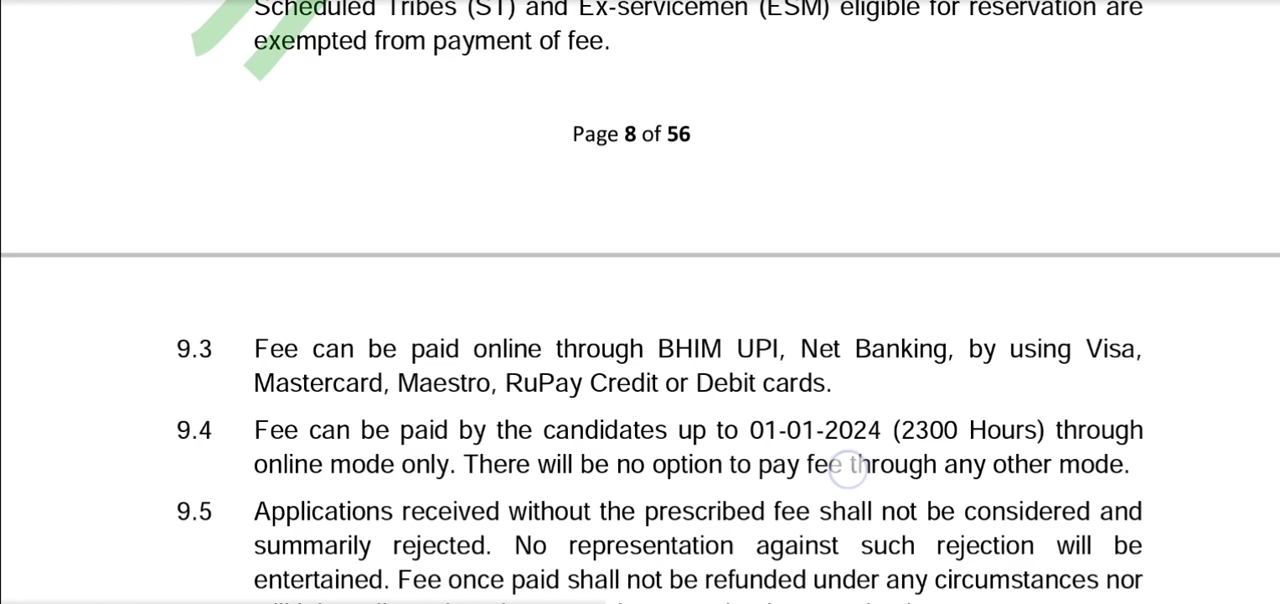 Scheduled Tribes (ST) and Ex-servicemen (ESM) eligible for reservation are
exempted from payment of fee.
Page 8 of 56
9.3 Fee can be paid online through BHIM UPI, Net Banking, by using Visa,
Mastercard, Maestro, RuPay Credit or Debit cards.
9.4 Fee can be paid by the candidates up to 01-01-2024 (2300 Hours) through
online mode only. There will be no option to pay fee through any other mode.
9.5 Applications received without the prescribed fee shall not be considered and
summarily rejected. No representation against such rejection will be
entertained. Fee once paid shall not be refunded under any circumstances nor